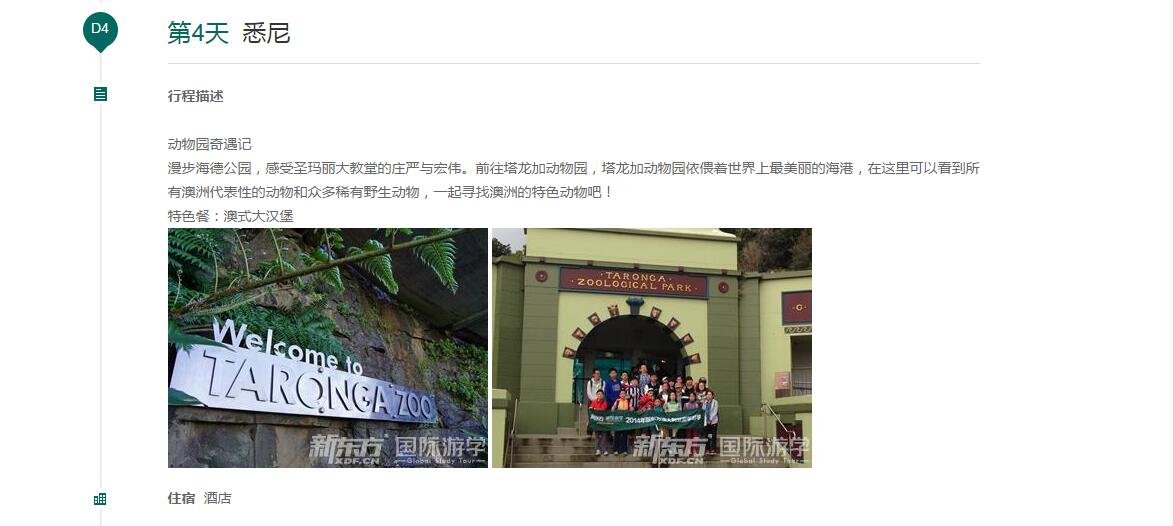 D4
第4天 悉尼
行程描述
动物园奇遇记
漫步海德公园，感受圣玛丽大教堂的庄严与宏伟。前往塔龙加动物园，塔龙加动物园依偎着世界上最美丽的海港，在这里可以看到所
有澳洲代表性的动物和众多稀有野生动物，一起寻找澳洲的特色动物吧！
特色餐：澳式大汉堡
Welcome to
TARONGA ZOO
新东方 国际游学
XDF.CN Global Study Tour
·TARONGA·
ZOOLOGICAL PARK·
·G·
2014年
新东方 国际游学
XDF.CN Global Study Tour
住宿 酒店